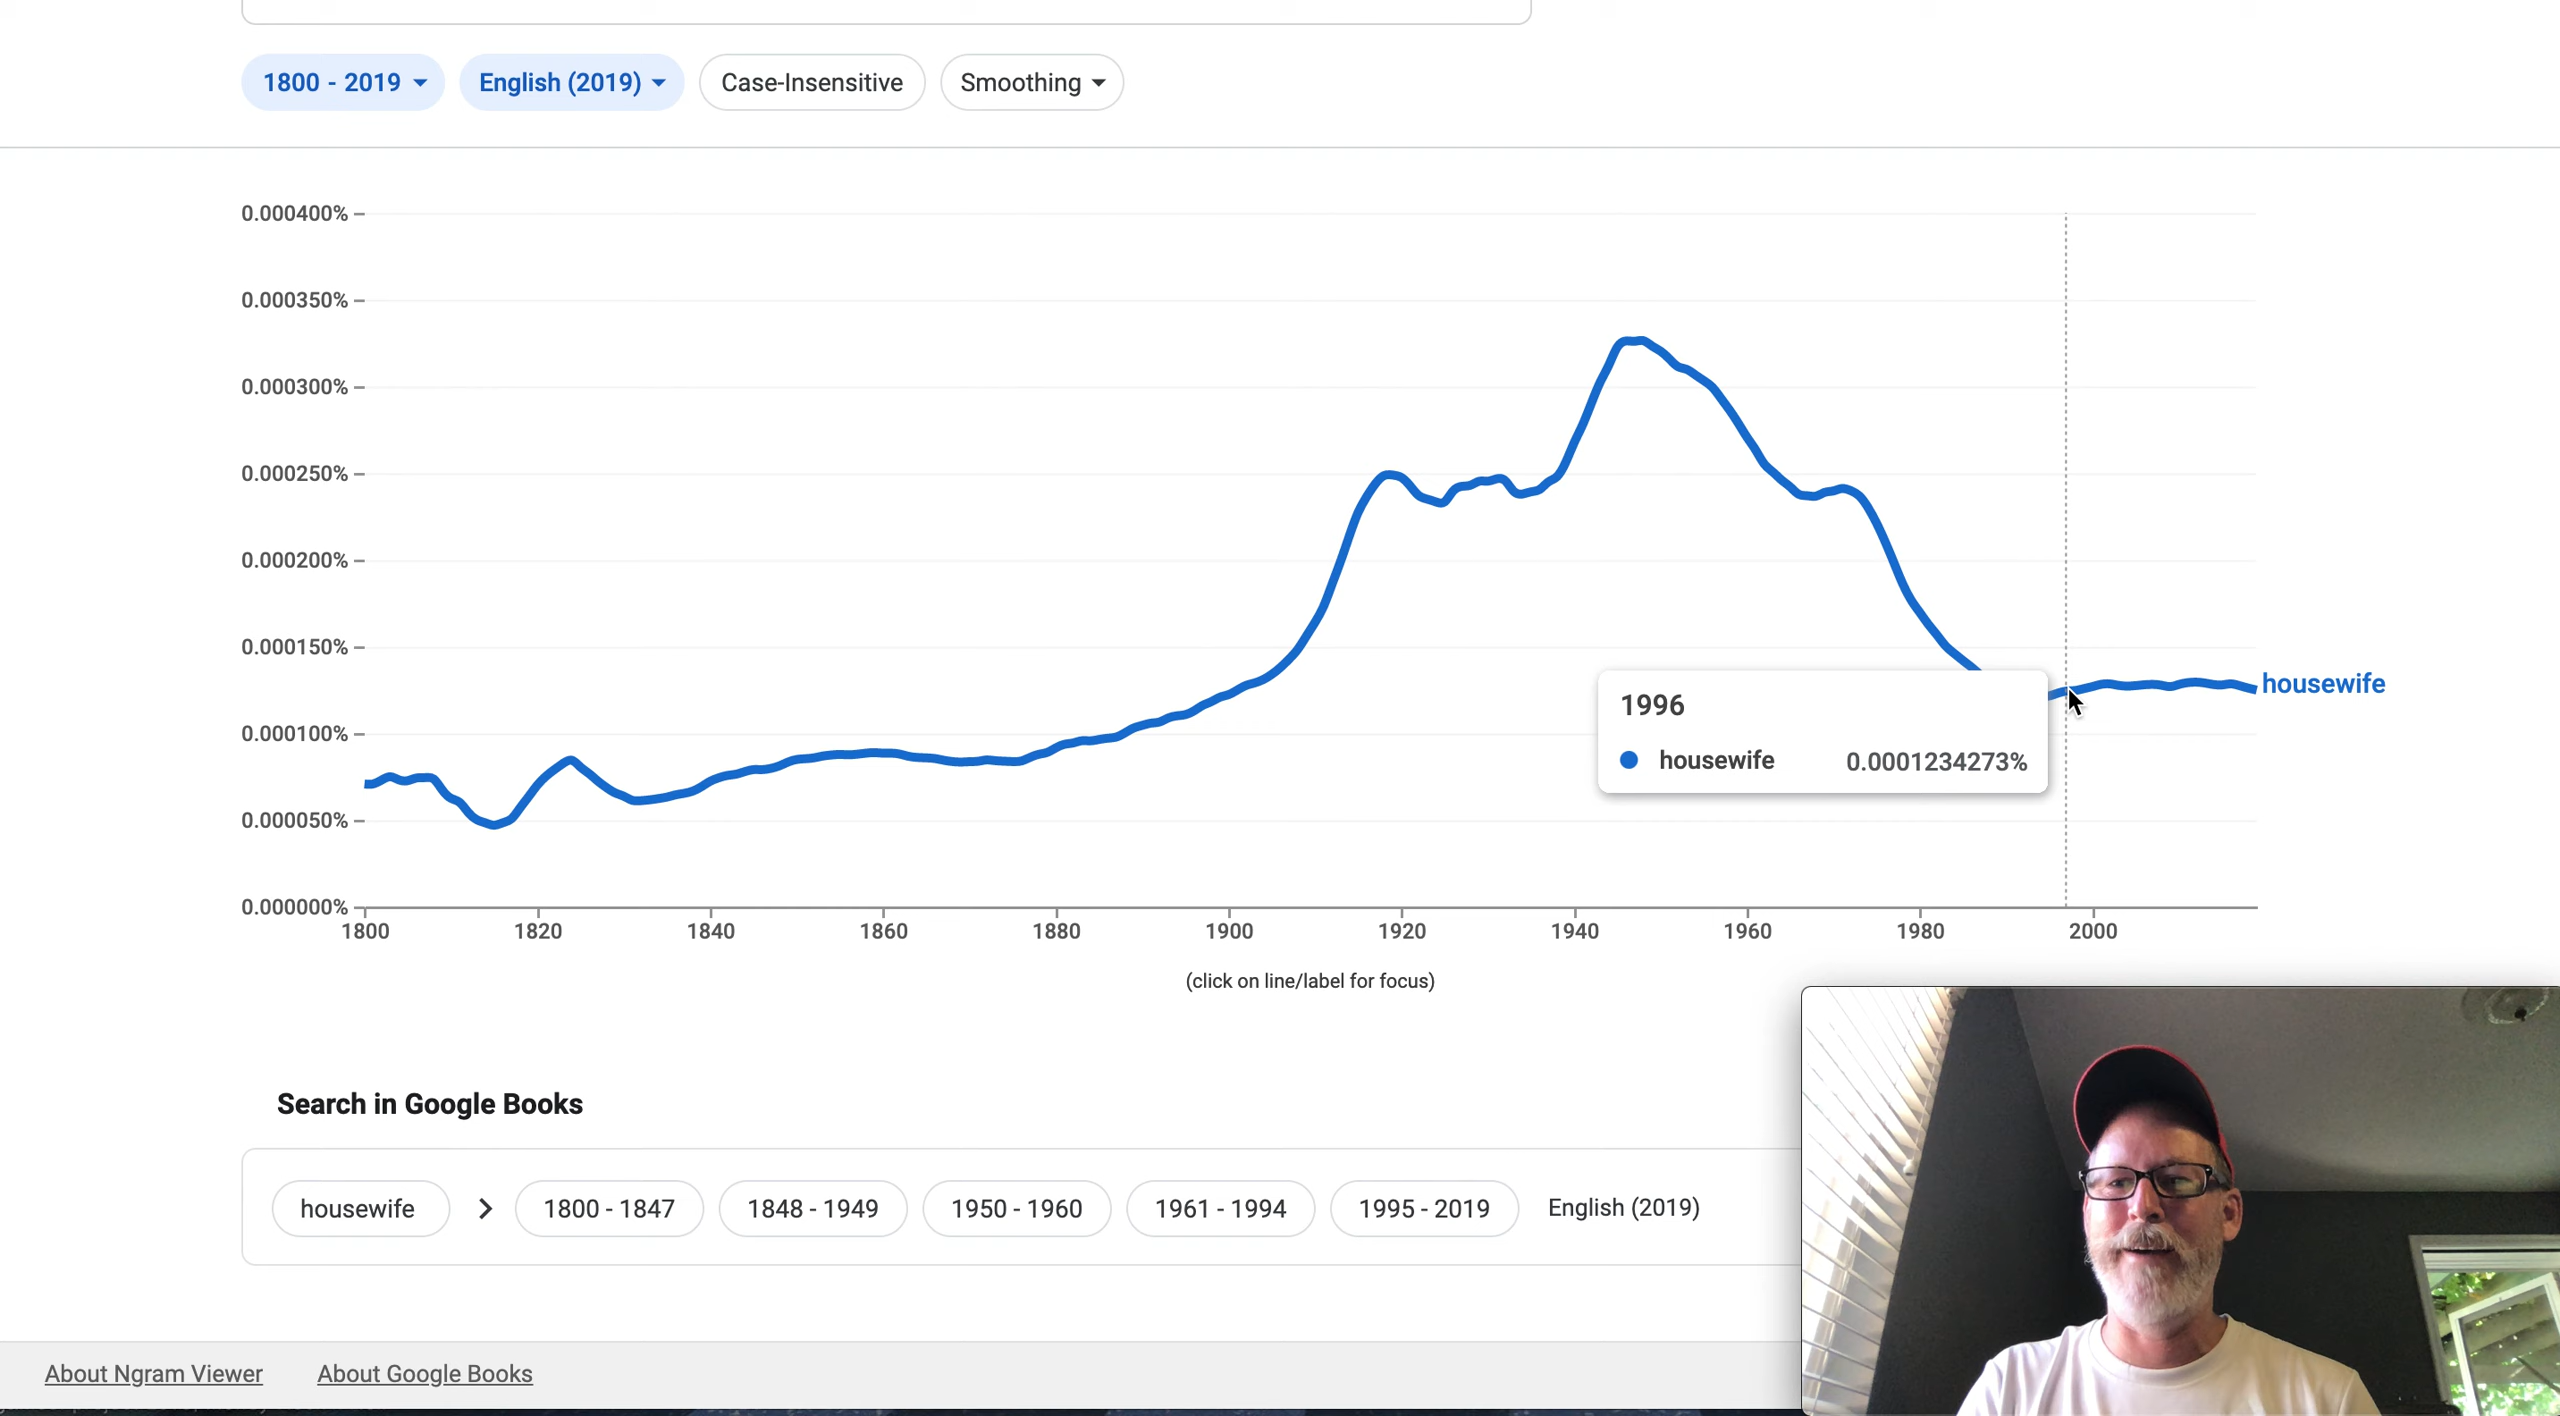 1800 - 2019 English (2019) Case-Insensitive Smoothing
0.000400%
0.000350%
0.000300%
0.000250%
0.000200%
0.000150%
0.000100%
0.000050%
0.000000%
housewife
1996
housewife 0.0001234273%
1800 1820 1840 1860 1880 1900 1920 1940 1960 1980 2000
(click on line/label for focus)
Search in Google Books
housewife 1800 - 1847 1848 - 1949 1950 - 1960 1961 - 1994 1995 - 2019 English (2019)
About Ngram Viewer About Google Books